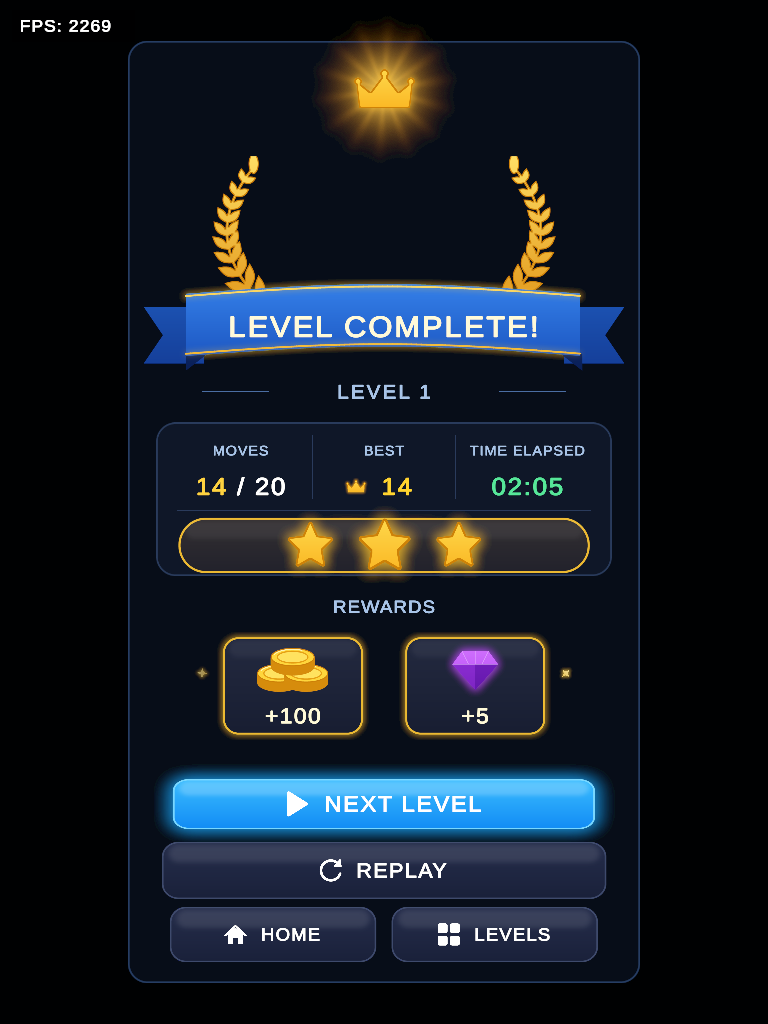 FPS: 2269
LEVEL COMPLETE!
LEVEL 1
MOVES BEST TIME ELAPSED
14 / 20 14 02:05
REWARDS
+100 +5
NEXT LEVEL
REPLAY
HOME LEVELS